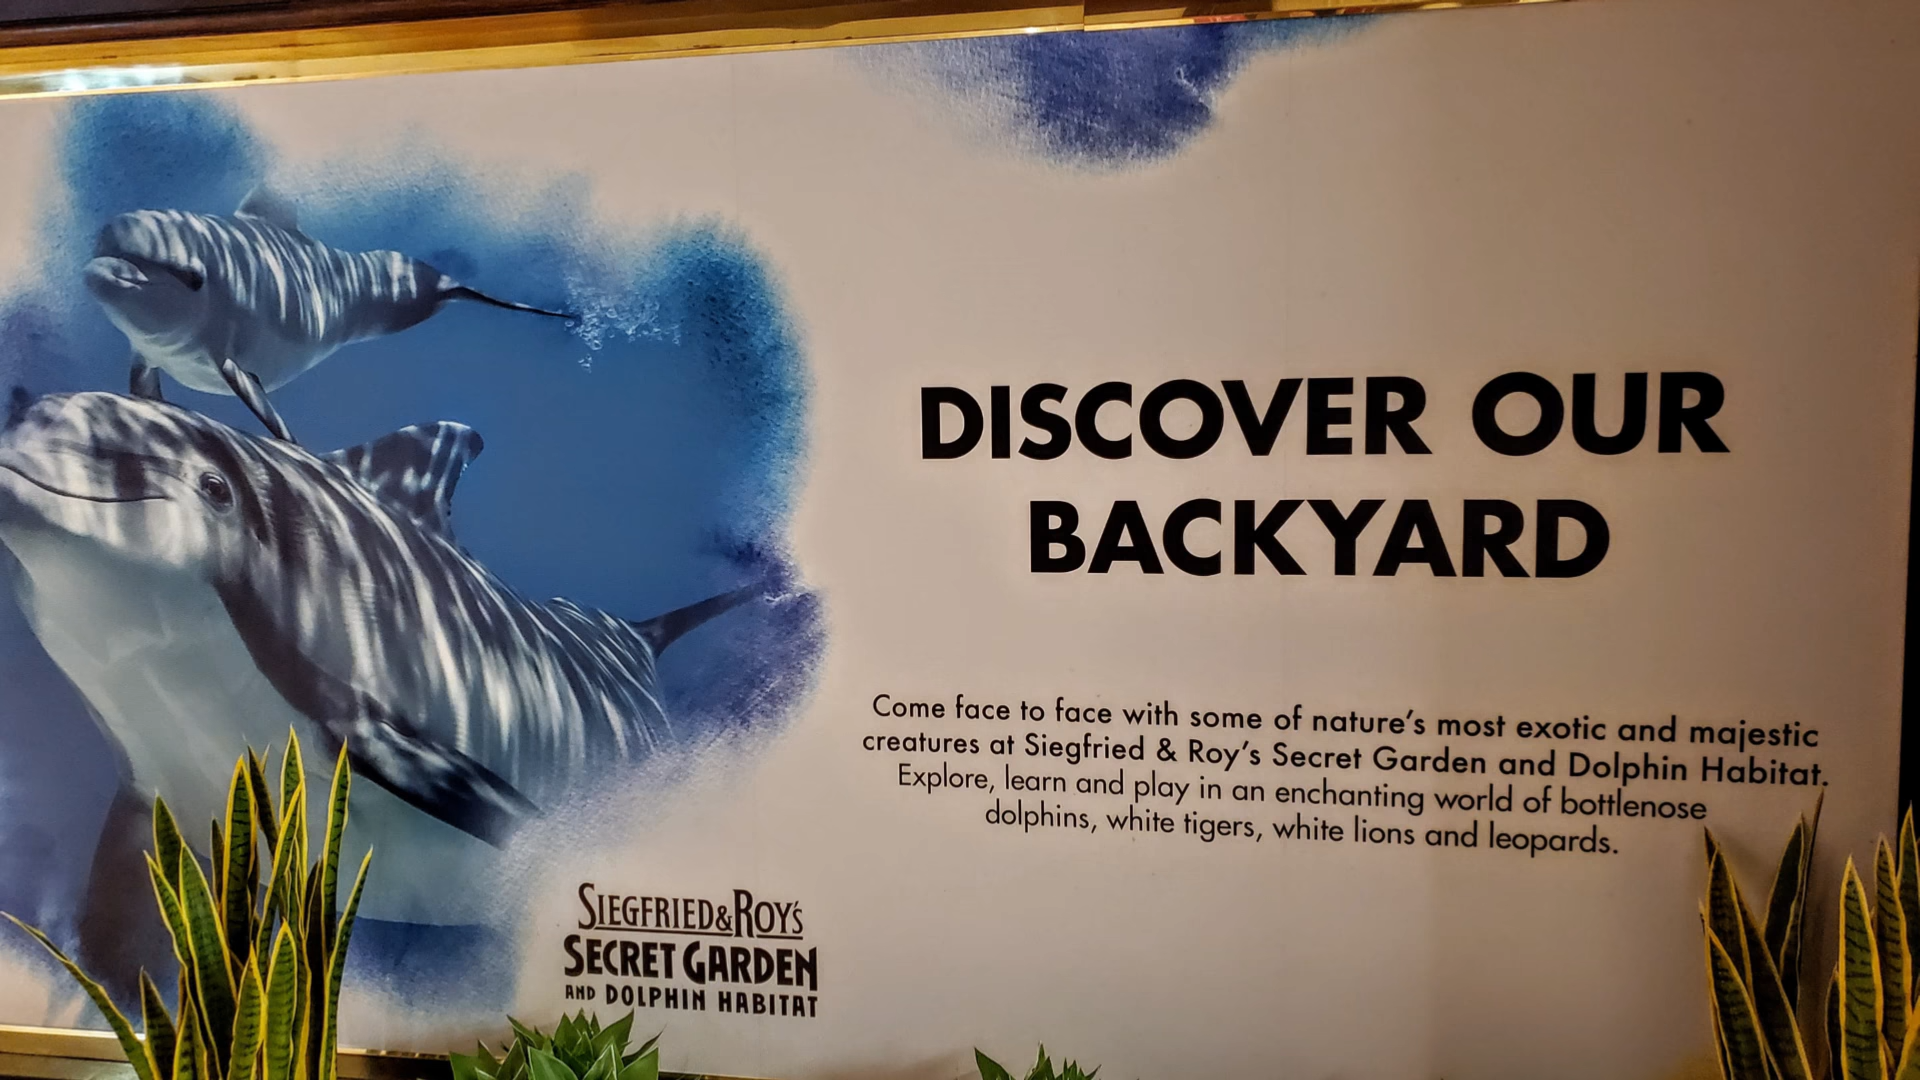 DISCOVER OUR
BACKYARD
Come face to face with some of nature's most exotic and majestic
creatures at Siegfried & Roy's Secret Garden and Dolphin Habitat.
Explore, learn and play in an enchanting world of bottlenose
dolphins, white tigers, white lions and leopards.
SIEGFRIED & ROY'S
SECRET GARDEN
AND DOLPHIN HABITAT